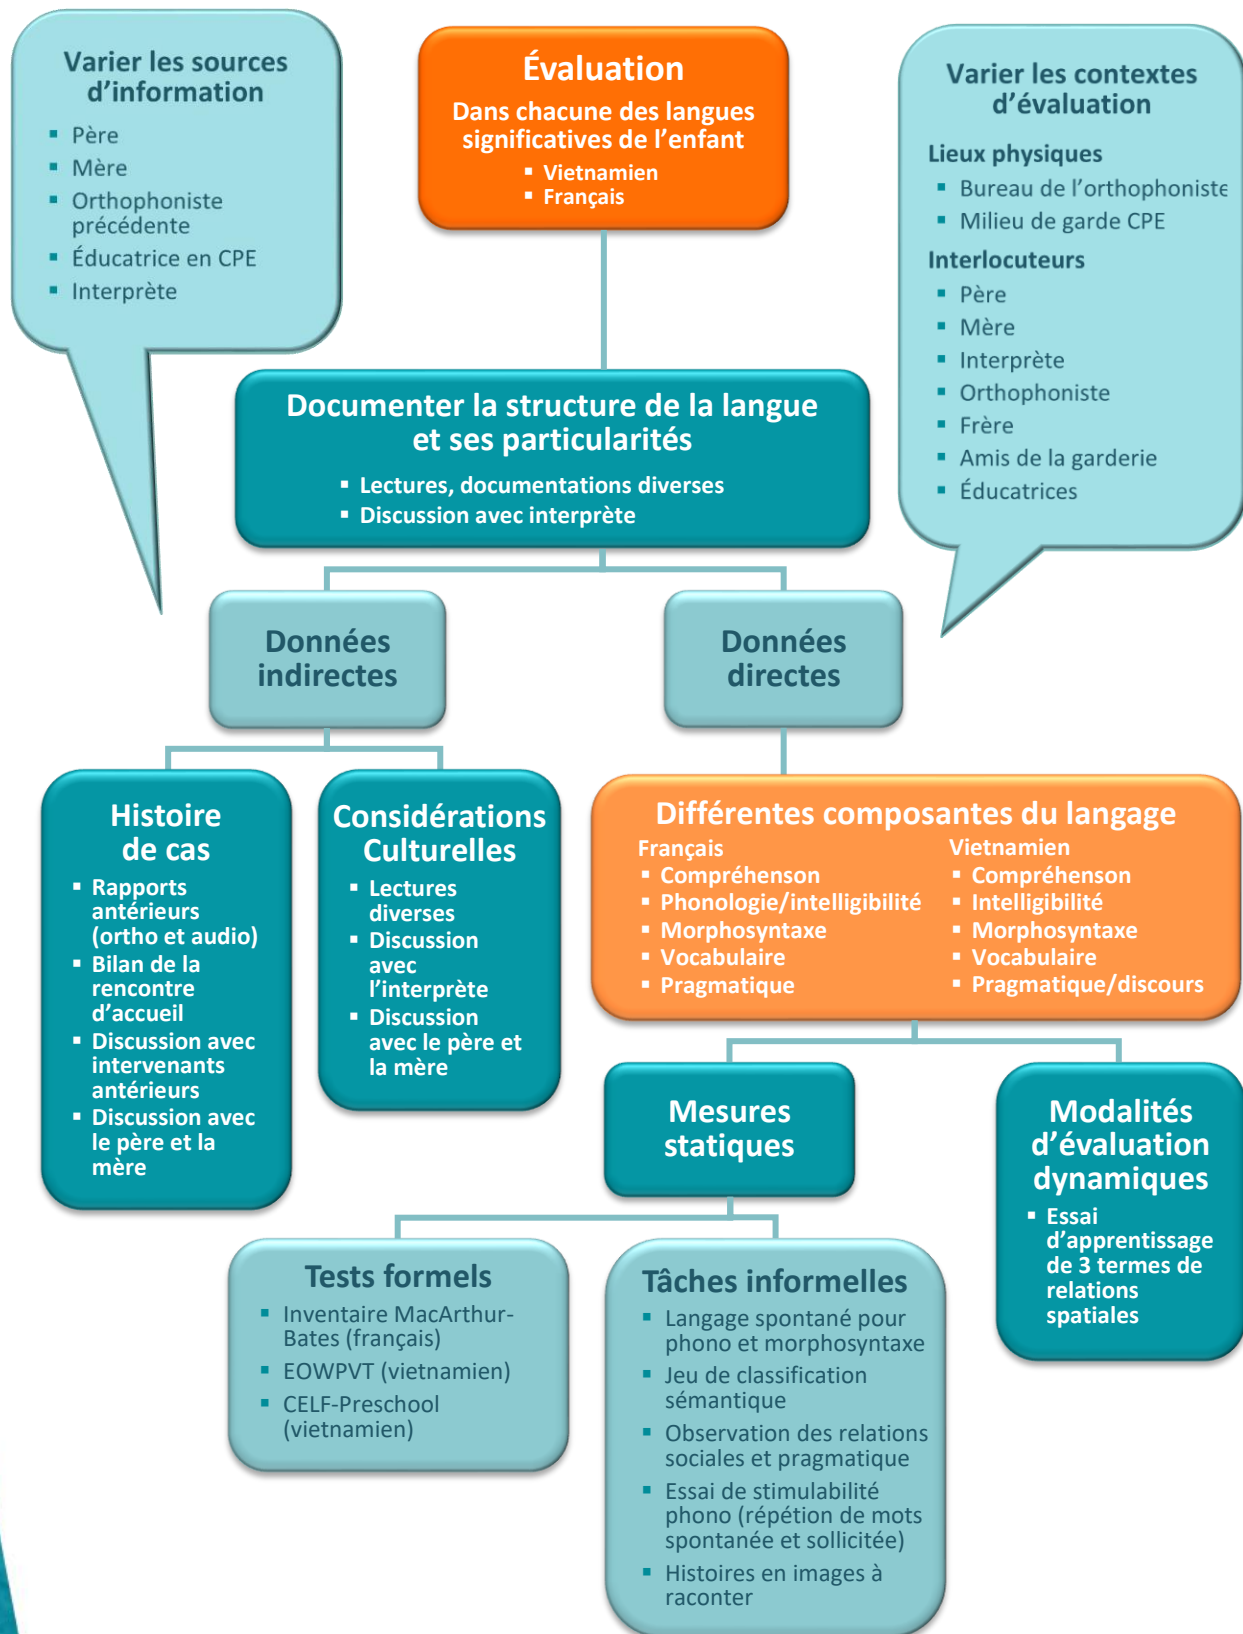 Varier les sources
d'information
▪ Père
▪ Mère
▪ Orthophoniste
précédente
▪ Éducatrice en CPE
▪ Interprète
Évaluation
Dans chacune des langues
significatives de l'enfant
▪ Vietnamien
▪ Français
Varier les contextes
d'évaluation
Lieux physiques
▪ Bureau de l'orthophoniste
▪ Milieu de garde CPE
Interlocuteurs
▪ Père
▪ Mère
▪ Interprète
▪ Orthophoniste
▪ Frère
▪ Amis de la garderie
▪ Éducatrices
Documenter la structure de la langue
et ses particularités
▪ Lectures, documentations diverses
▪ Discussion avec interprète
Données
indirectes
Données
directes
Histoire
de cas
▪ Rapports
antérieurs
(ortho et audio)
▪ Bilan de la
rencontre
d'accueil
▪ Discussion avec
intervenants
antérieurs
▪ Discussion avec
le père et la
mère
Considérations
Culturelles
▪ Lectures
diverses
▪ Discussion
avec
l'interprète
▪ Discussion
avec le père et
la mère
Différentes composantes du langage
Français
▪ Compréhenson
▪ Phonologie/intelligibilité
▪ Morphosyntaxe
▪ Vocabulaire
▪ Pragmatique
Vietnamien
▪ Compréhenson
▪ Intelligibilité
▪ Morphosyntaxe
▪ Vocabulaire
▪ Pragmatique/discours
Mesures
statiques
Modalités
d'évaluation
dynamiques
▪ Essai
d'apprentissage
de 3 termes de
relations
spatiales
Tests formels
▪ Inventaire MacArthur-
Bates (français)
▪ EOWPVT (vietnamien)
▪ CELF-Preschool
(vietnamien)
Tâches informelles
▪ Langage spontané pour
phono et morphosyntaxe
▪ Jeu de classification
sémantique
▪ Observation des relations
sociales et pragmatique
▪ Essai de stimulabilité
phono (répétion de mots
spontanée et sollicitée)
▪ Histoires en images à
raconter